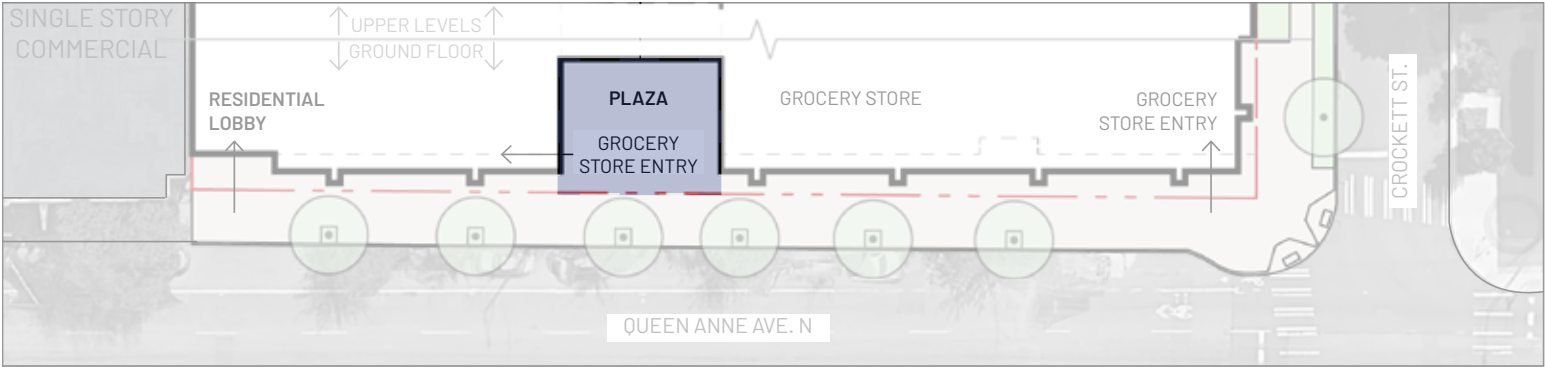 SINGLE STORY
COMMERCIAL
UPPER LEVELS
GROUND FLOOR
RESIDENTIAL
LOBBY
PLAZA
GROCERY
STORE ENTRY
GROCERY STORE
GROCERY
STORE ENTRY
CROCKETT ST.
QUEEN ANNE AVE. N